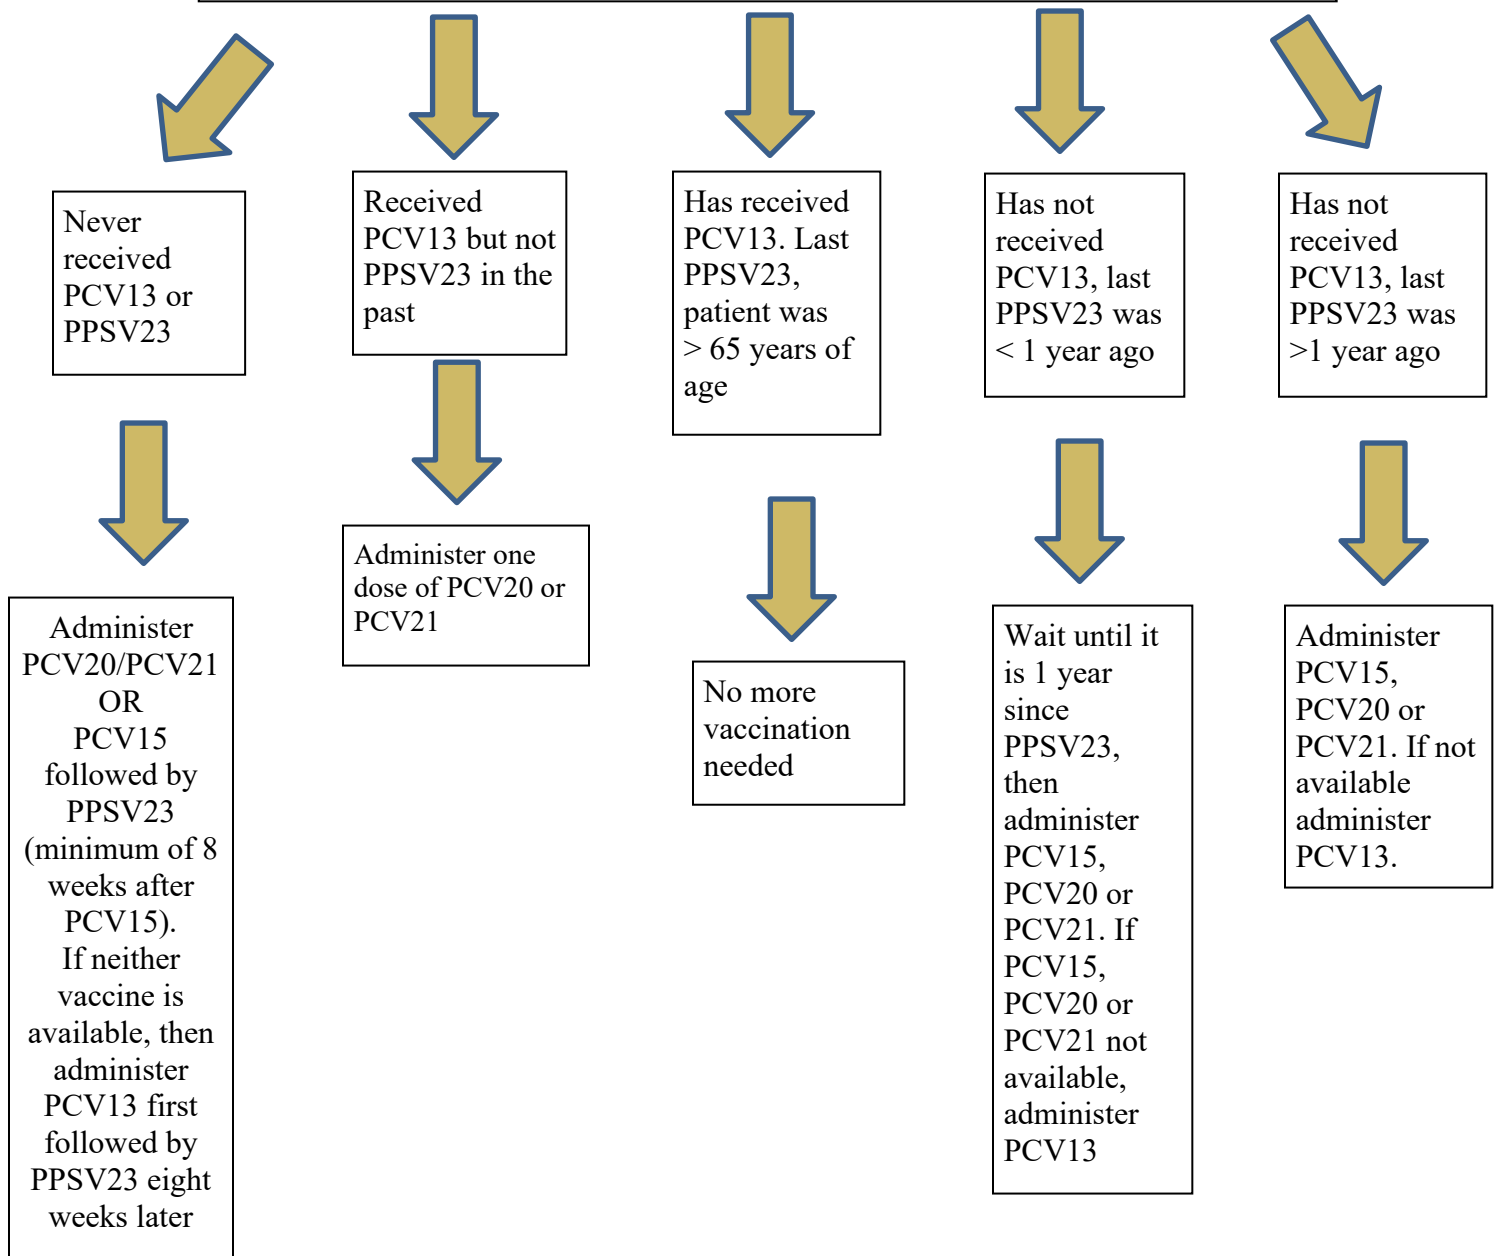 Never
received
PCV13 or
PPSV23
Received
PCV13 but not
PPSV23 in the
past
Has received
PCV13. Last
PPSV23,
patient was
> 65 years of
age
Has not
received
PCV13, last
PPSV23 was
< 1 year ago
Has not
received
PCV13, last
PPSV23 was
>1 year ago
Administer
PCV20/PCV21
OR
PCV15
followed by
PPSV23
(minimum of 8
weeks after
PCV15).
If neither
vaccine is
available, then
administer
PCV13 first
followed by
PPSV23 eight
weeks later
Administer one
dose of PCV20 or
PCV21
No more
vaccination
needed
Wait until it
is 1 year
since
PPSV23,
then
administer
PCV15,
PCV20 or
PCV21. If
PCV15,
PCV20 or
PCV21 not
available,
administer
PCV13
Administer
PCV15,
PCV20 or
PCV21. If not
available
administer
PCV13.